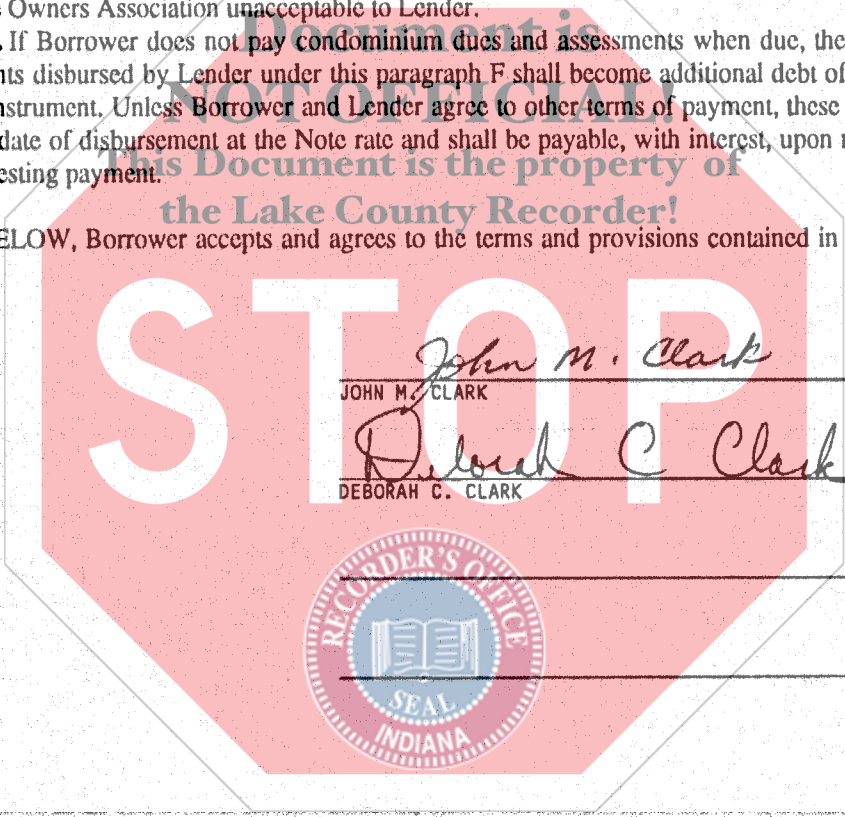 Owners Association unacceptable to Lender.
Document is
. If Borrower does not pay condominium dues and assessments when due, the
nts disbursed by Lender under this paragraph F shall become additional debt of
NOT OFFICIAL!
nstrument. Unless Borrower and Lender agree to other terms of payment, these
date of disbursement at the Note rate and shall be payable, with interest, upon
This Document is the property of
esting payment.
the Lake County Recorder!
ELOW, Borrower accepts and agrees to the terms and provisions contained in
STOP
John M. Clark
JOHN M. CLARK
Deborah C Clark
DEBORAH C. CLARK
RECORDER'S OFFICE
SEAL
INDIANA